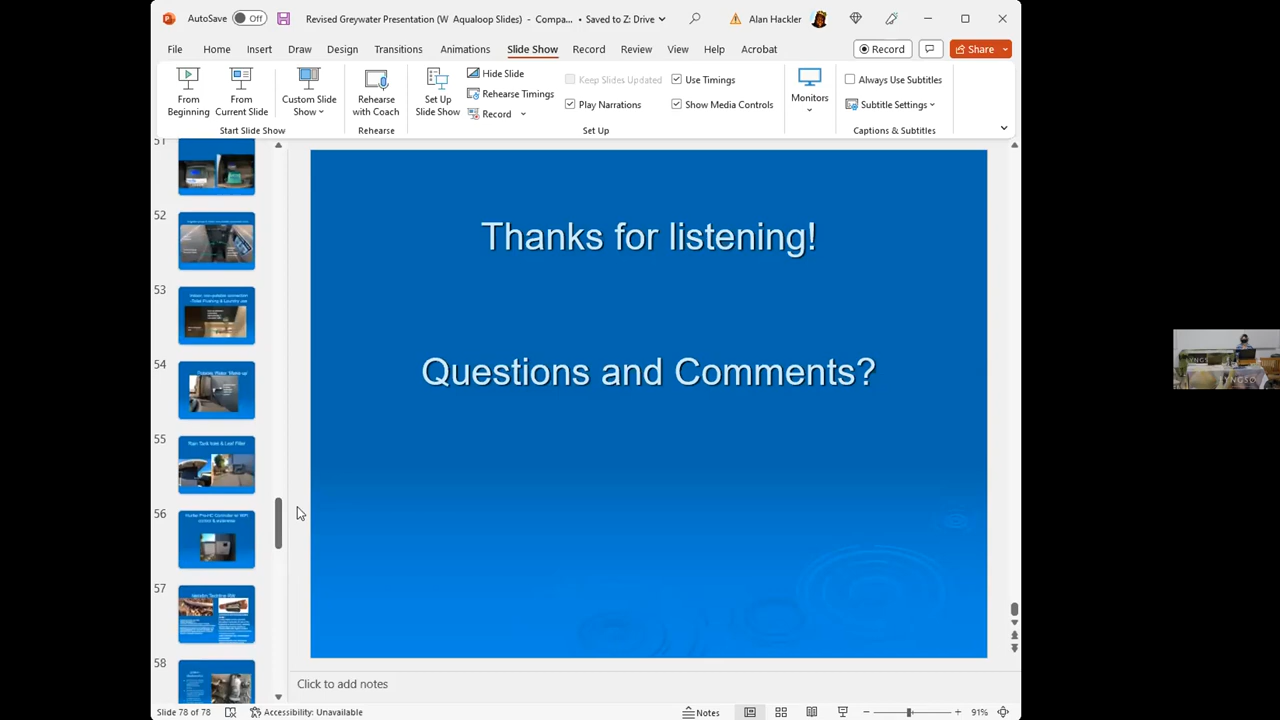 AutoSave Off Revised Greywater Presentation (W Aqualoop Slides) - Compa... • Saved to Z: Drive Alan Hackler
File Home Insert Draw Design Transitions Animations Slide Show Record Review View Help Acrobat Record Share
From Beginning
From Current Slide
Custom Slide Show
Rehearse with Coach
Set Up Slide Show
Hide Slide
Rehearse Timings
Record
Keep Slides Updated
Play Narrations
Use Timings
Show Media Controls
Monitors
Always Use Subtitles
Subtitle Settings
Start Slide Show Rehearse Set Up Captions & Subtitles
51
52
53
54
55
56
57
58
Thanks for listening!
Questions and Comments?
LYNGSO
Click to add notes
Slide 78 of 78 Accessibility: Unavailable Notes 91%